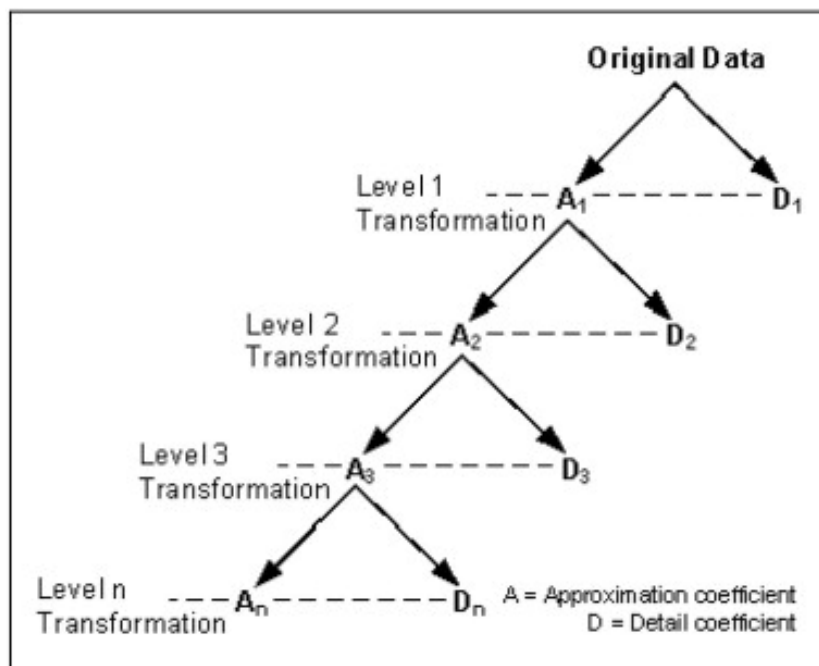 Original Data
Level 1
Transformation
A₁ D₁
Level 2
Transformation
A₂ D₂
Level 3
Transformation
A₃ D₃
Level n
Transformation
Aₙ Dₙ
A = Approximation coefficient
D = Detail coefficient